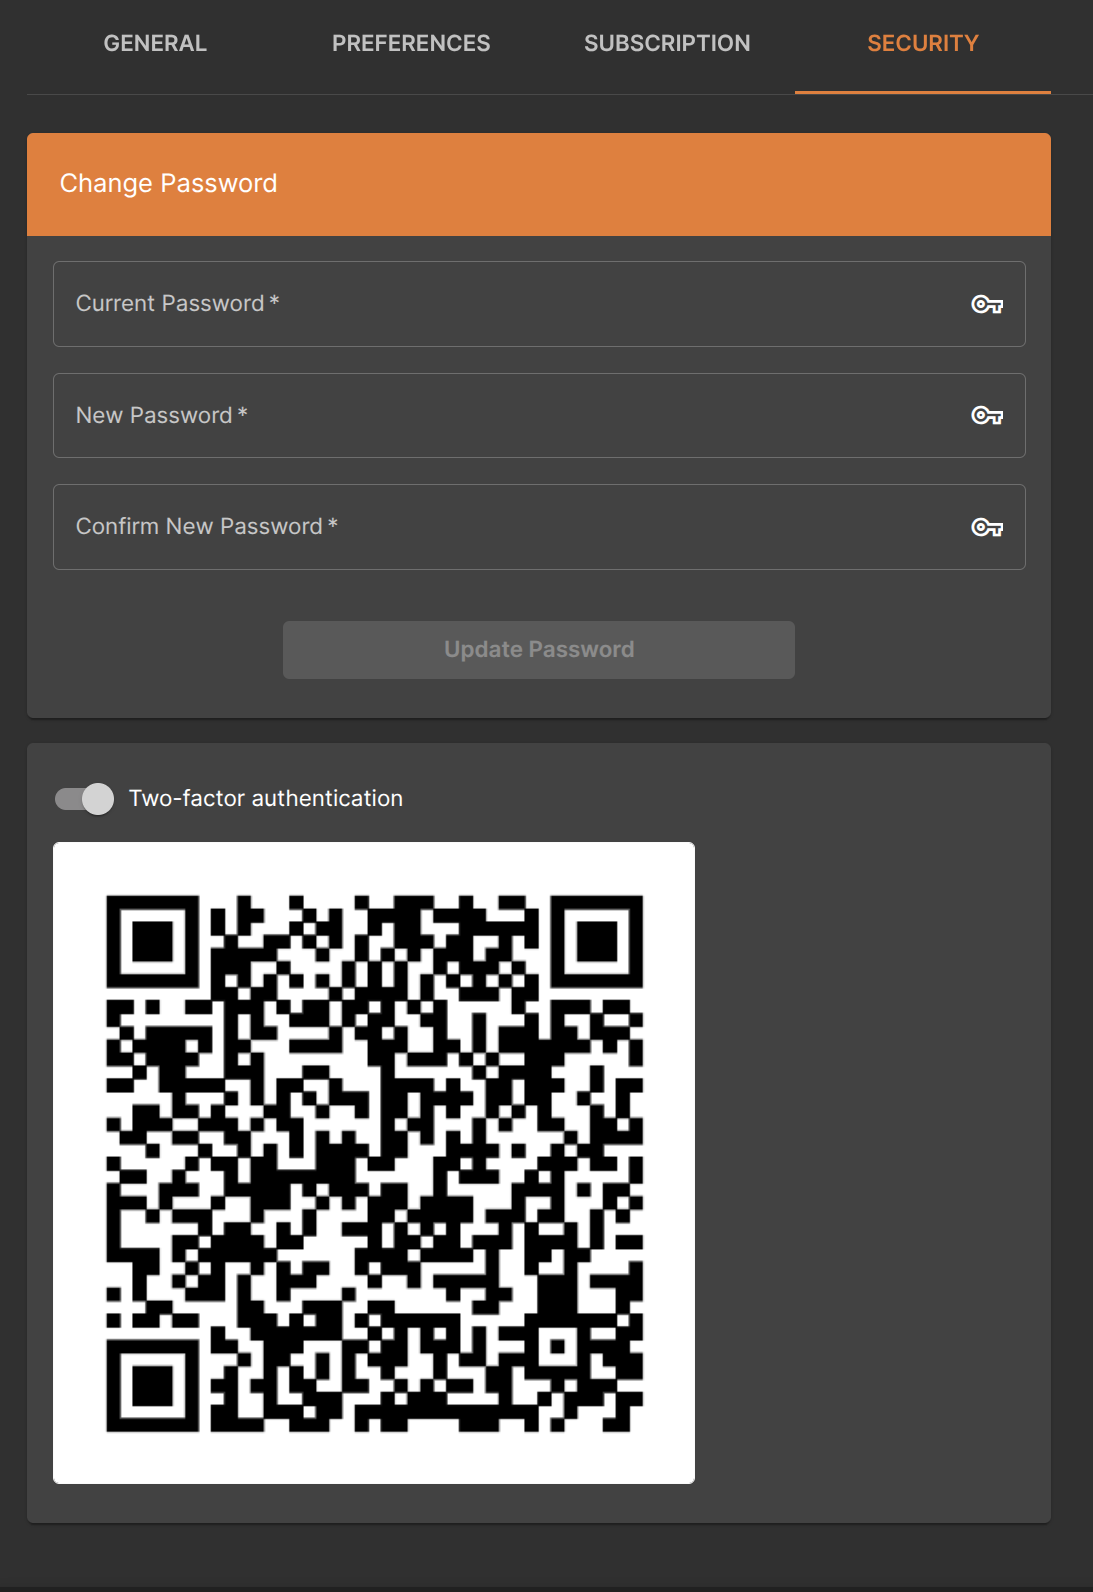 GENERAL PREFERENCES SUBSCRIPTION SECURITY
Change Password
Current Password *
New Password *
Confirm New Password *
Update Password
Two-factor authentication